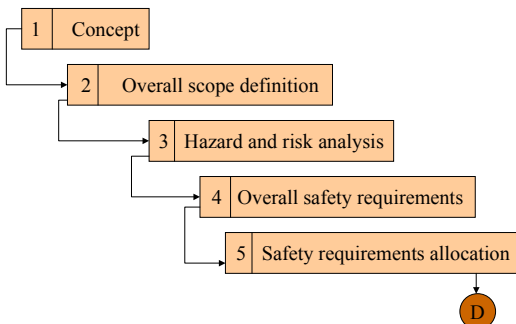 1 Concept
2 Overall scope definition
3 Hazard and risk analysis
4 Overall safety requirements
5 Safety requirements allocation
D